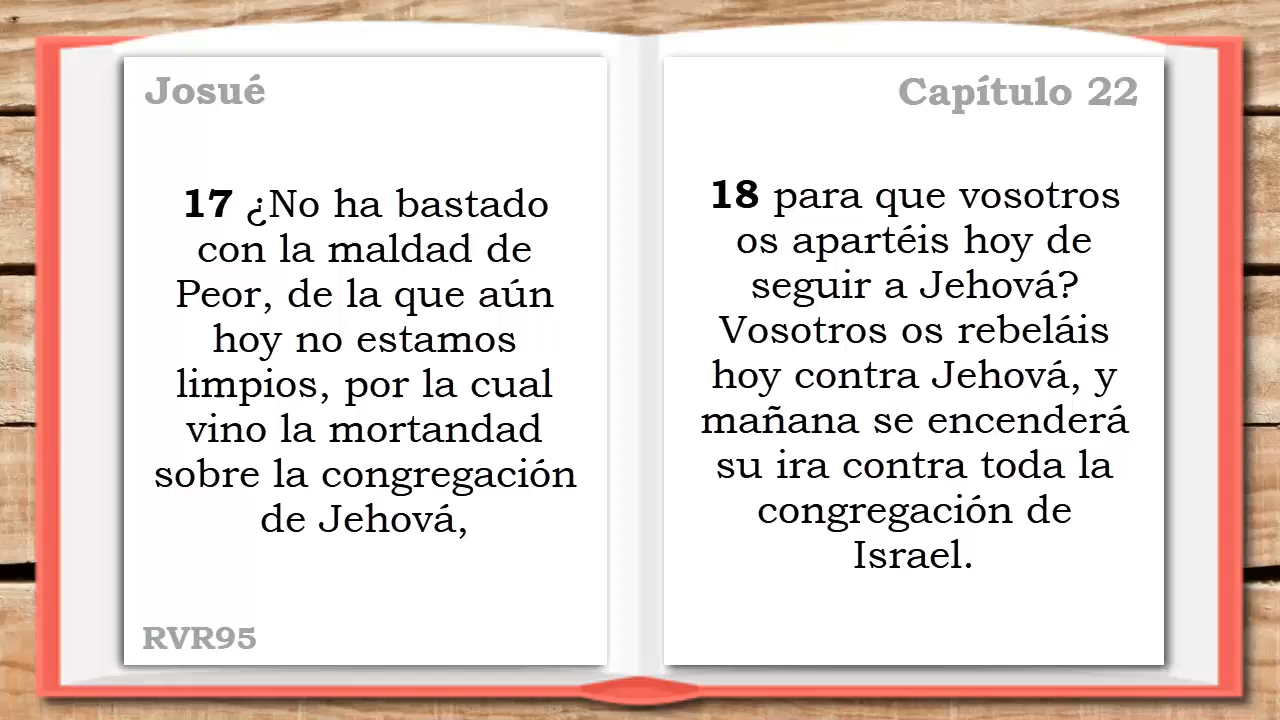 Josué
17 ¿No ha bastado
con la maldad de
Peor, de la que aún
hoy no estamos
limpios, por la cual
vino la mortandad
sobre la congregación
de Jehová,
RVR95
Capítulo 22
18 para que vosotros
os apartéis hoy de
seguir a Jehová?
Vosotros os rebeláis
hoy contra Jehová, y
mañana se encenderá
su ira contra toda la
congregación de
Israel.